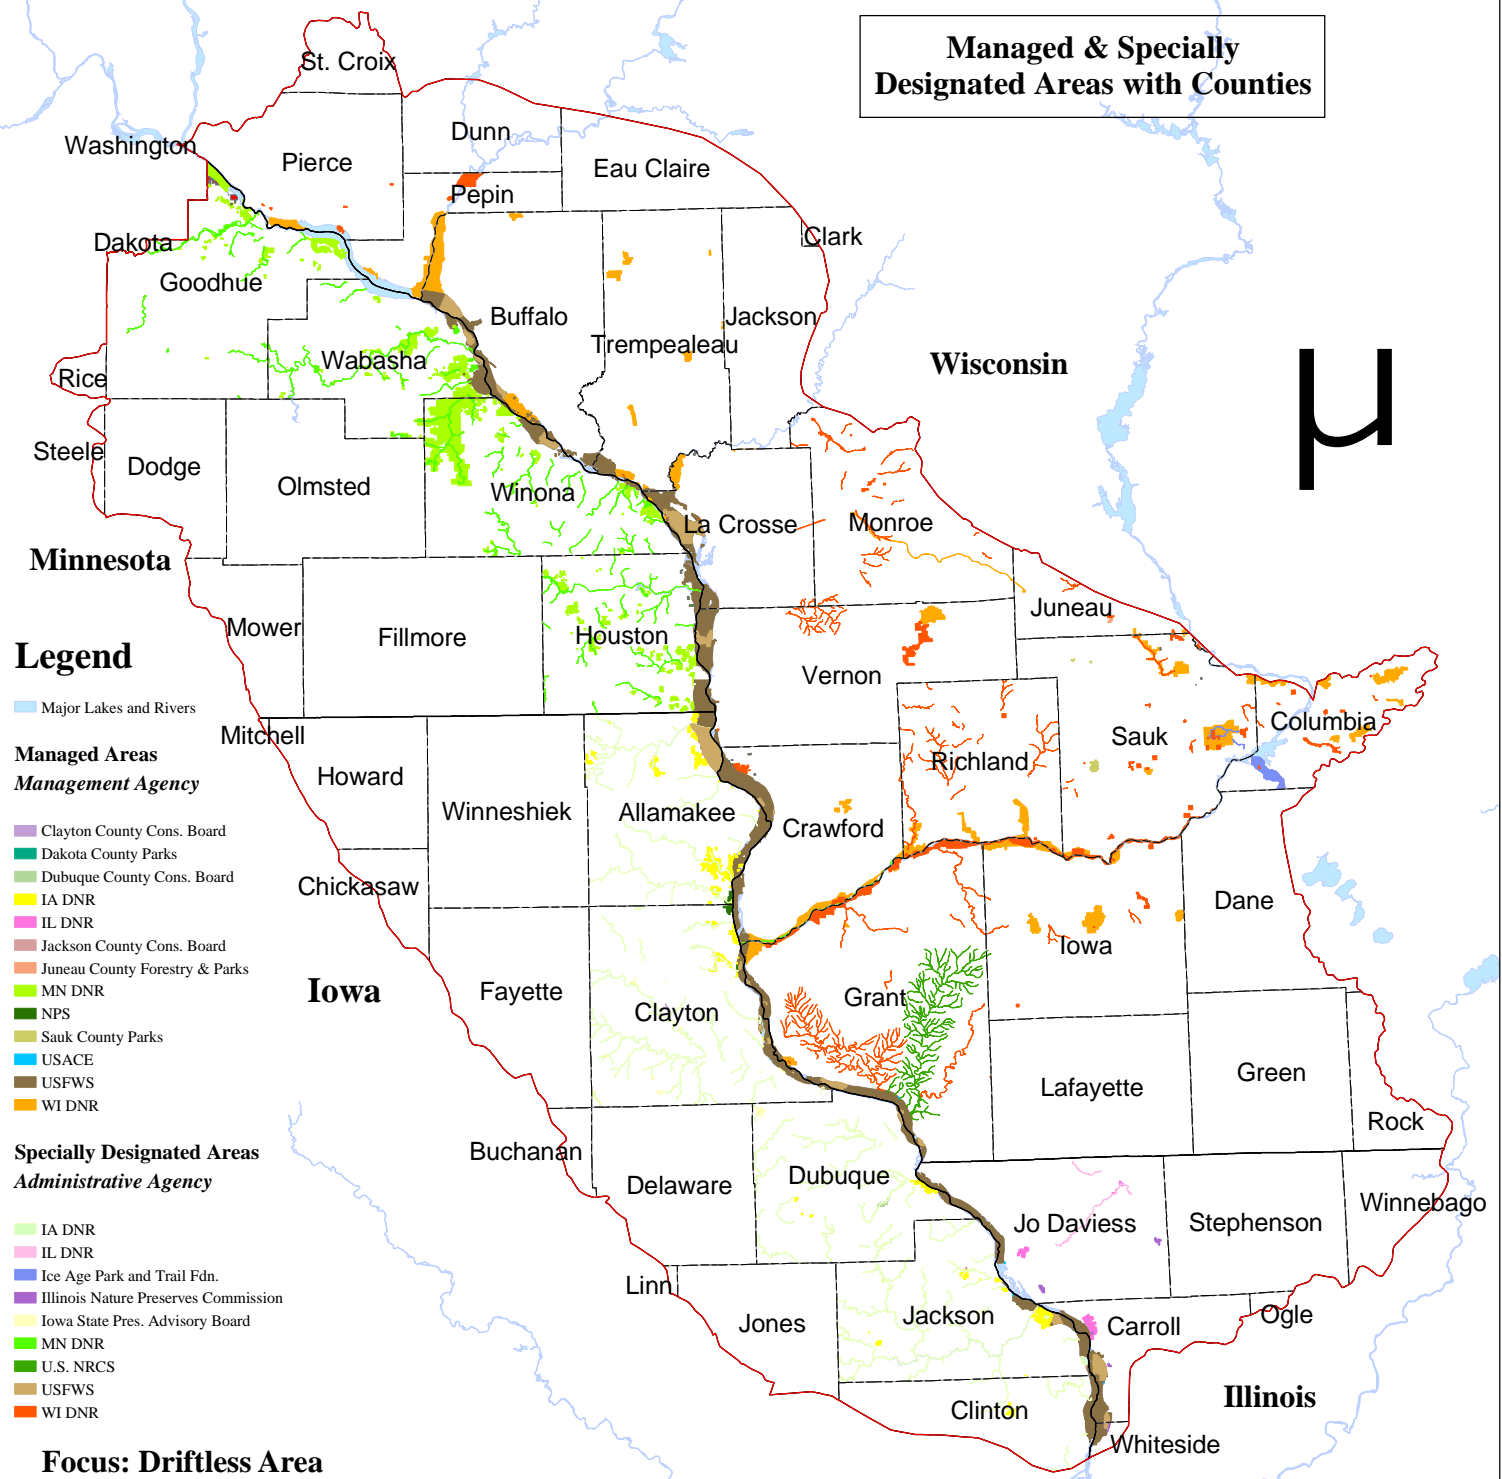 Managed & Specially
Designated Areas with Counties
St. Croix
Washington
Pierce
Dunn
Eau Claire
Pepin
Dakota
Clark
Goodhue
Buffalo
Jackson
Trempealeau
Wabasha
Wisconsin
Rice
µ
Steele
Dodge
Olmsted
Winona
La Crosse
Monroe
Minnesota
Juneau
Mower
Fillmore
Houston
Vernon
Columbia
Mitchell
Sauk
Richland
Howard
Winneshiek
Allamakee
Crawford
Chickasaw
Dane
Iowa
Iowa
Fayette
Clayton
Grant
Green
Lafayette
Rock
Buchanan
Delaware
Dubuque
Winnebago
Jo Daviess
Stephenson
Linn
Jones
Jackson
Carroll
Ogle
Illinois
Clinton
Whiteside
Legend
Major Lakes and Rivers
Managed Areas
Management Agency
Clayton County Cons. Board
Dakota County Parks
Dubuque County Cons. Board
IA DNR
IL DNR
Jackson County Cons. Board
Juneau County Forestry & Parks
MN DNR
NPS
Sauk County Parks
USACE
USFWS
WI DNR
Specially Designated Areas
Administrative Agency
IA DNR
IL DNR
Ice Age Park and Trail Fdn.
Illinois Nature Preserves Commission
Iowa State Pres. Advisory Board
MN DNR
U.S. NRCS
USFWS
WI DNR
Focus: Driftless Area